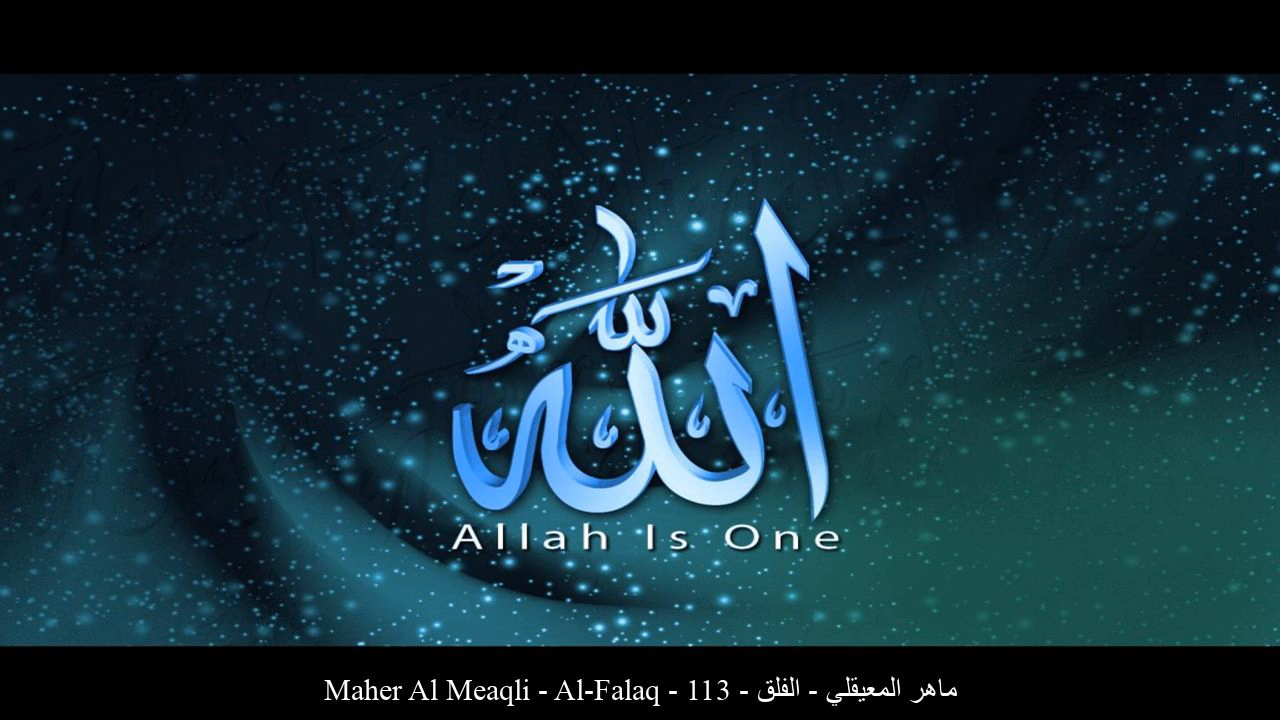 الله
Allah Is One
Maher Al Meaqli - Al-Falaq - 113 - ماهر المعيقلي - الفلق